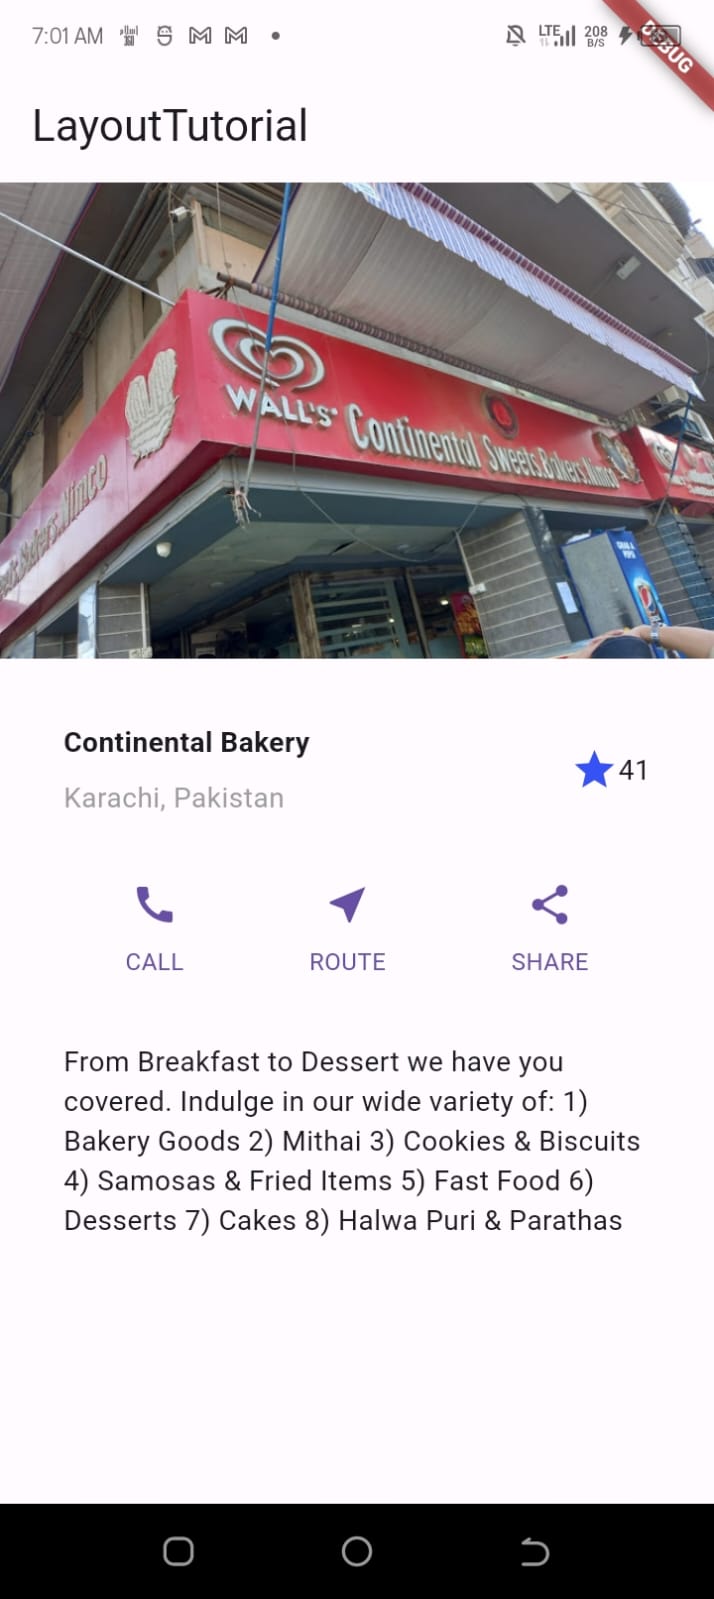 7:01 AM
LTE 208 B/S
DEBUG
LayoutTutorial
WALL'S Continental Sweets.Bakers.Nimco
Bakers.Nimco
GRAB A
PEPSI
Continental Bakery
41
Karachi, Pakistan
CALL ROUTE SHARE
From Breakfast to Dessert we have you
covered. Indulge in our wide variety of: 1)
Bakery Goods 2) Mithai 3) Cookies & Biscuits
4) Samosas & Fried Items 5) Fast Food 6)
Desserts 7) Cakes 8) Halwa Puri & Parathas